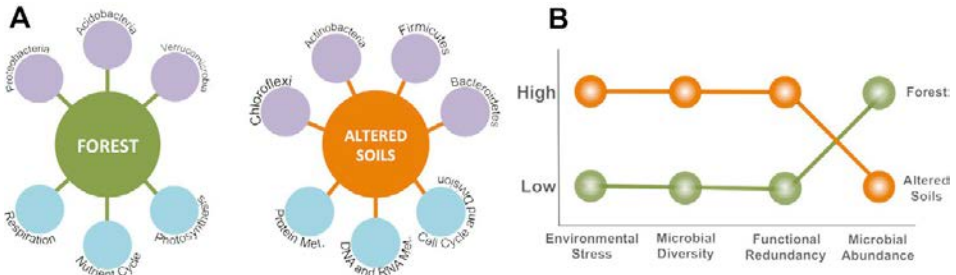 A
Proteobacteria
Acidobacteria
Verrucomicrobia
FOREST
Respiration
Nutrient Cycle
Photosynthesis
Chloroflexi
Actinobacteria
Firmicutes
Bacteroidetes
ALTERED
SOILS
Protein Met.
DNA and RNA Met.
Cell Cycle and Division
B
High
Low
Forest
Altered
Soils
Environmental
Stress
Microbial
Diversity
Functional
Redundancy
Microbial
Abundance